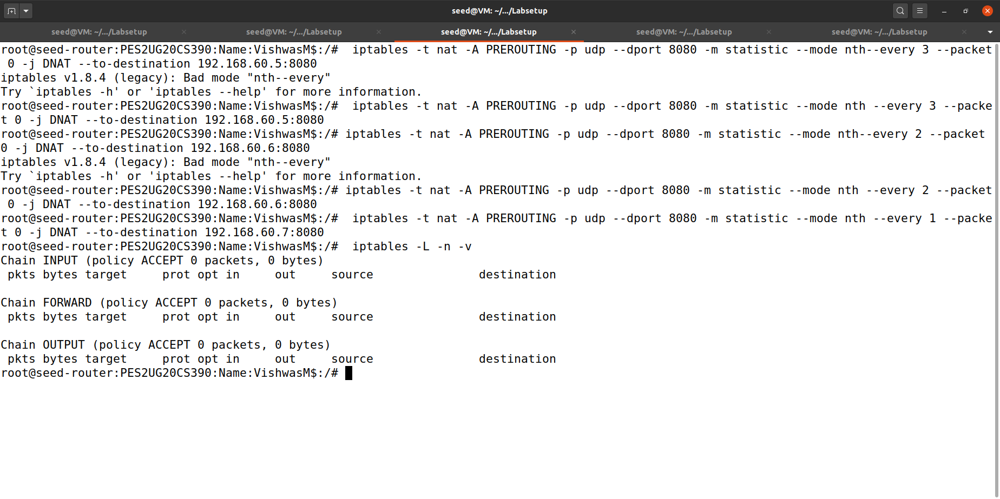 seed@VM: ~/.../Labsetup
seed@VM: ~/.../Labsetup × seed@VM: ~/.../Labsetup × seed@VM: ~/.../Labsetup × seed@VM: ~/.../Labsetup × seed@VM: ~/.../Labsetup ×
root@seed-router:PES2UG20CS390:Name:VishwasM$:/#  iptables -t nat -A PREROUTING -p udp --dport 8080 -m statistic --mode nth--every 3 --packet
 0 -j DNAT --to-destination 192.168.60.5:8080
iptables v1.8.4 (legacy): Bad mode "nth--every"
Try `iptables -h' or 'iptables --help' for more information.
root@seed-router:PES2UG20CS390:Name:VishwasM$:/#  iptables -t nat -A PREROUTING -p udp --dport 8080 -m statistic --mode nth --every 3 --packe
t 0 -j DNAT --to-destination 192.168.60.5:8080
root@seed-router:PES2UG20CS390:Name:VishwasM$:/# iptables -t nat -A PREROUTING -p udp --dport 8080 -m statistic --mode nth--every 2 --packet
0 -j DNAT --to-destination 192.168.60.6:8080
iptables v1.8.4 (legacy): Bad mode "nth--every"
Try `iptables -h' or 'iptables --help' for more information.
root@seed-router:PES2UG20CS390:Name:VishwasM$:/# iptables -t nat -A PREROUTING -p udp --dport 8080 -m statistic --mode nth --every 2 --packet
 0 -j DNAT --to-destination 192.168.60.6:8080
root@seed-router:PES2UG20CS390:Name:VishwasM$:/#  iptables -t nat -A PREROUTING -p udp --dport 8080 -m statistic --mode nth --every 1 --packe
t 0 -j DNAT --to-destination 192.168.60.7:8080
root@seed-router:PES2UG20CS390:Name:VishwasM$:/#  iptables -L -n -v
Chain INPUT (policy ACCEPT 0 packets, 0 bytes)
 pkts bytes target     prot opt in     out     source               destination

Chain FORWARD (policy ACCEPT 0 packets, 0 bytes)
 pkts bytes target     prot opt in     out     source               destination

Chain OUTPUT (policy ACCEPT 0 packets, 0 bytes)
 pkts bytes target     prot opt in     out     source               destination
root@seed-router:PES2UG20CS390:Name:VishwasM$:/#